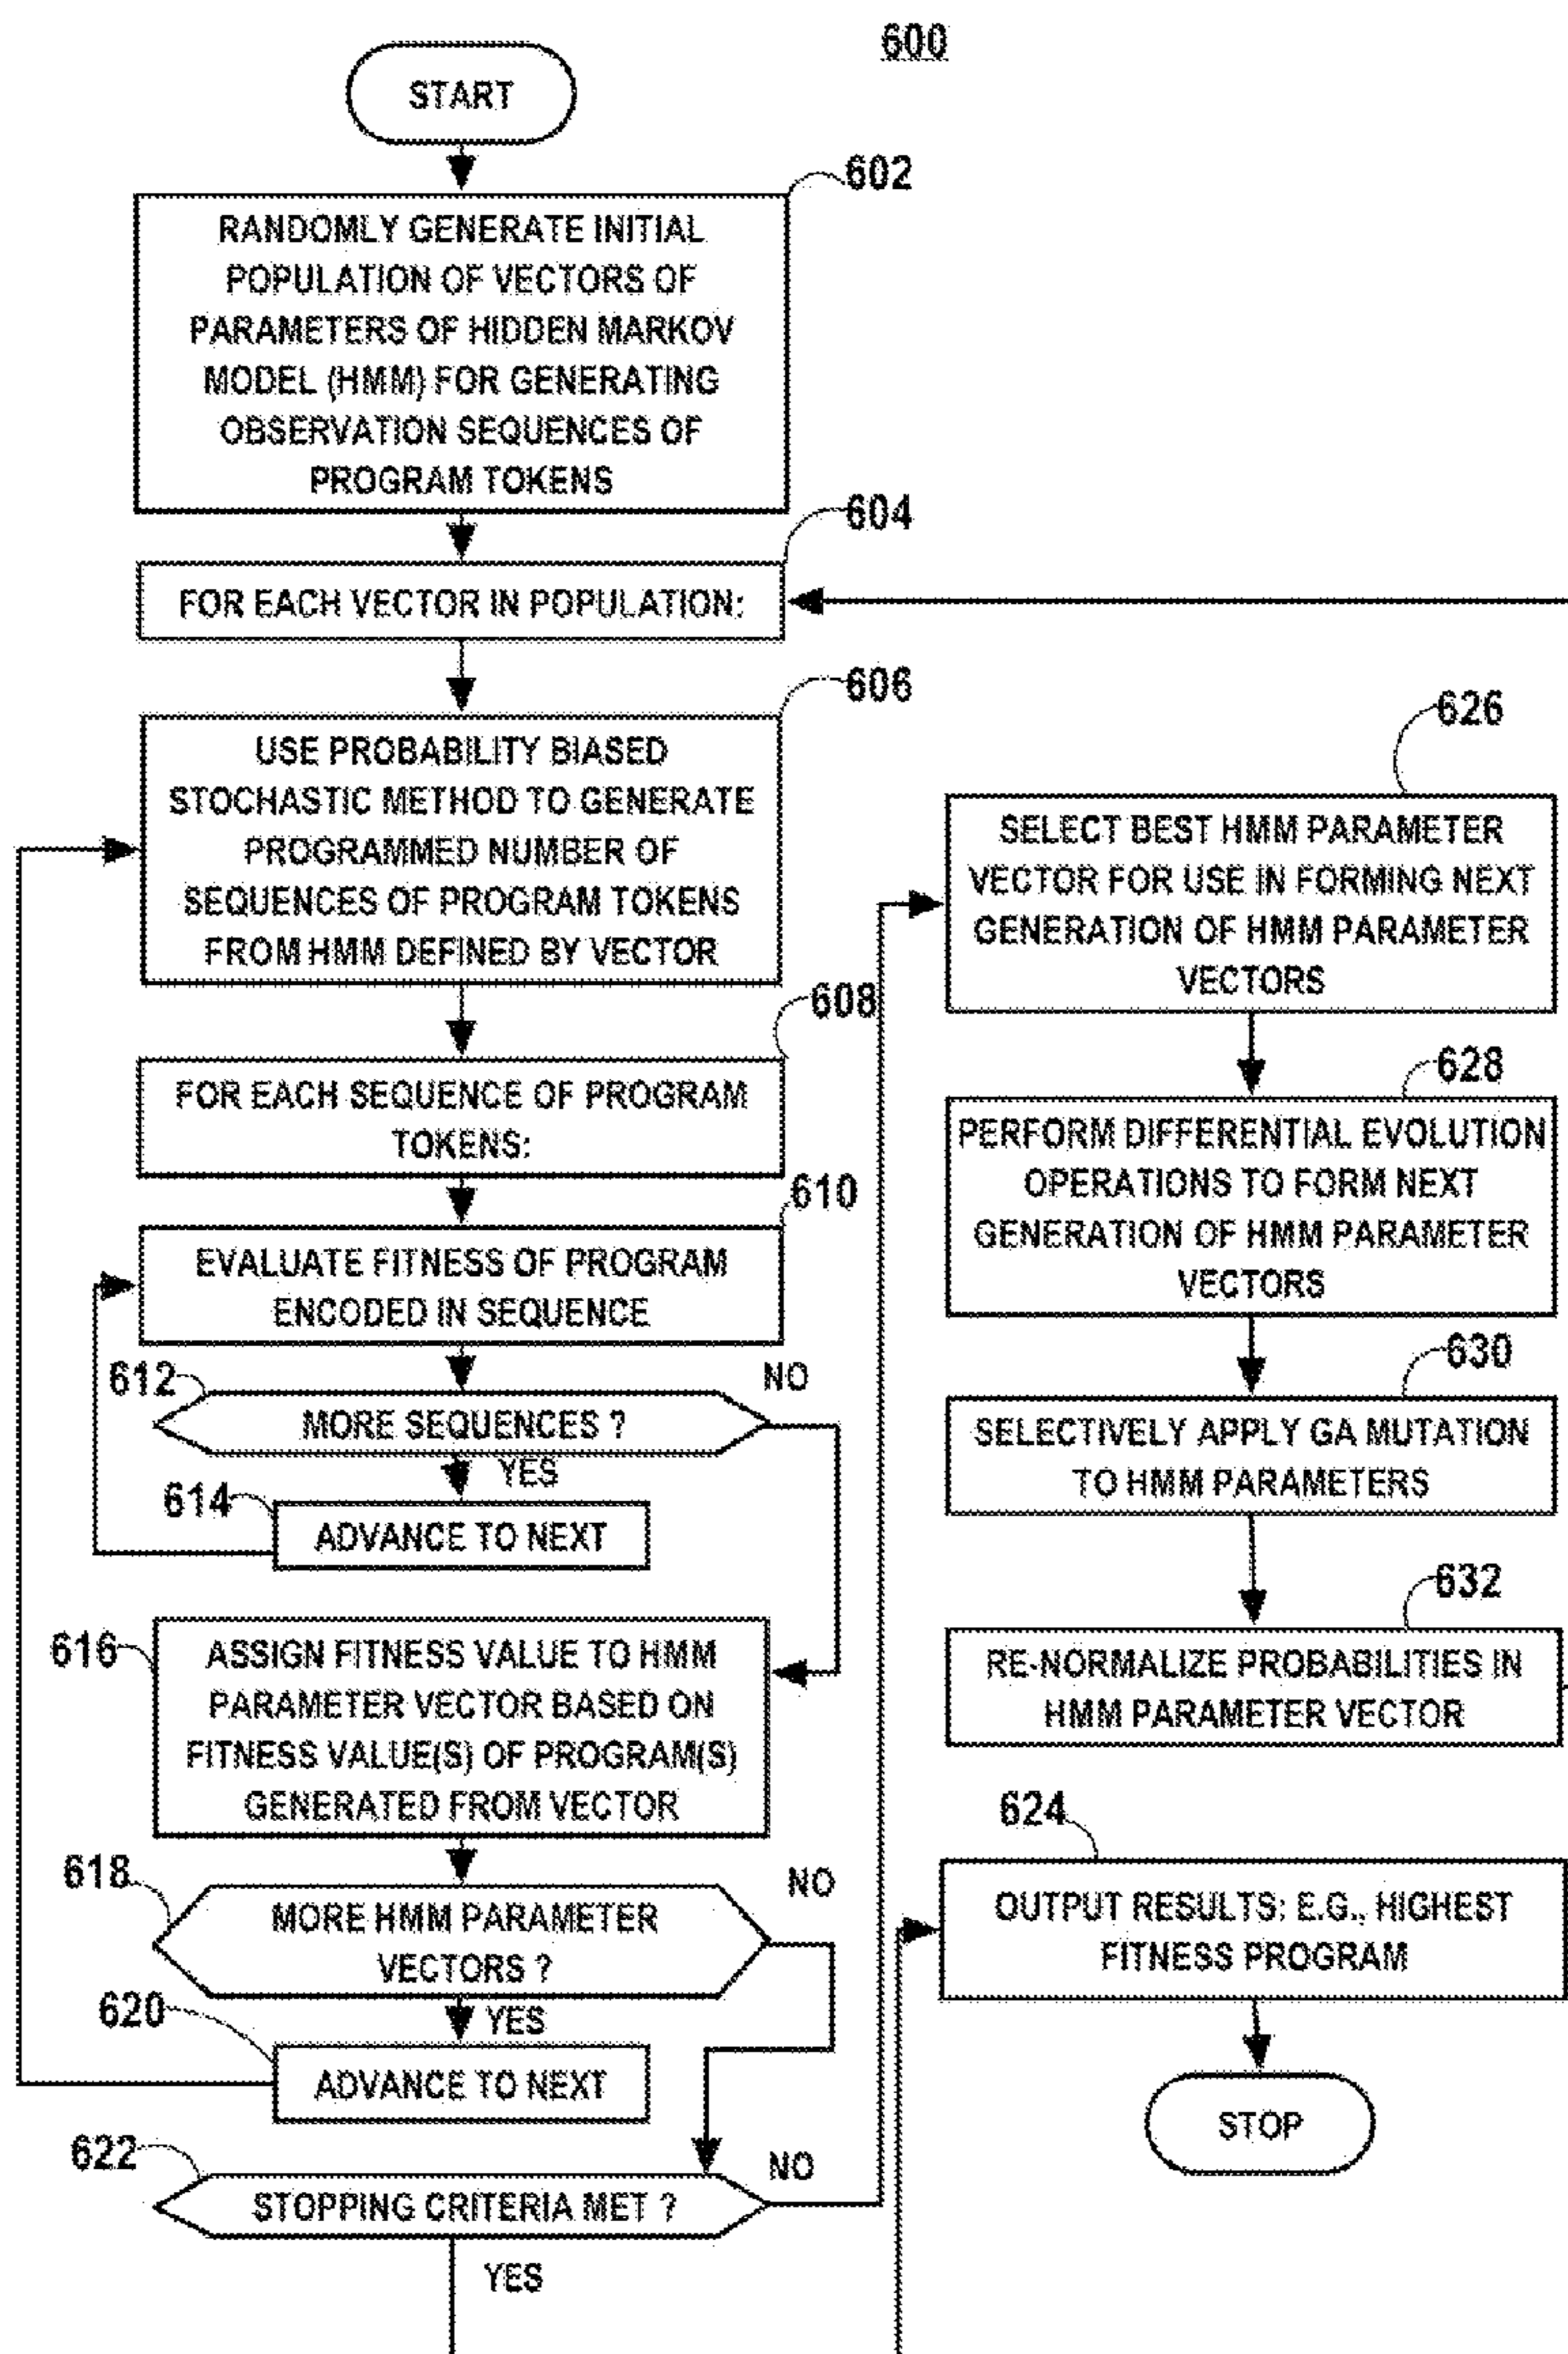 600
START
602
RANDOMLY GENERATE INITIAL
POPULATION OF VECTORS OF
PARAMETERS OF HIDDEN MARKOV
MODEL (HMM) FOR GENERATING
OBSERVATION SEQUENCES OF
PROGRAM TOKENS
604
FOR EACH VECTOR IN POPULATION:
606
USE PROBABILITY BIASED
STOCHASTIC METHOD TO GENERATE
PROGRAMMED NUMBER OF
SEQUENCES OF PROGRAM TOKENS
FROM HMM DEFINED BY VECTOR
608
FOR EACH SEQUENCE OF PROGRAM
TOKENS:
610
EVALUATE FITNESS OF PROGRAM
ENCODED IN SEQUENCE
612
NO
MORE SEQUENCES ?
YES
614
ADVANCE TO NEXT
616
ASSIGN FITNESS VALUE TO HMM
PARAMETER VECTOR BASED ON
FITNESS VALUE(S) OF PROGRAM(S)
GENERATED FROM VECTOR
618
NO
MORE HMM PARAMETER
VECTORS ?
YES
620
ADVANCE TO NEXT
622
NO
STOPPING CRITERIA MET ?
YES
626
SELECT BEST HMM PARAMETER
VECTOR FOR USE IN FORMING NEXT
GENERATION OF HMM PARAMETER
VECTORS
628
PERFORM DIFFERENTIAL EVOLUTION
OPERATIONS TO FORM NEXT
GENERATION OF HMM PARAMETER
VECTORS
630
SELECTIVELY APPLY GA MUTATION
TO HMM PARAMETERS
632
RE-NORMALIZE PROBABILITIES IN
HMM PARAMETER VECTOR
624
OUTPUT RESULTS: E.G., HIGHEST
FITNESS PROGRAM
STOP